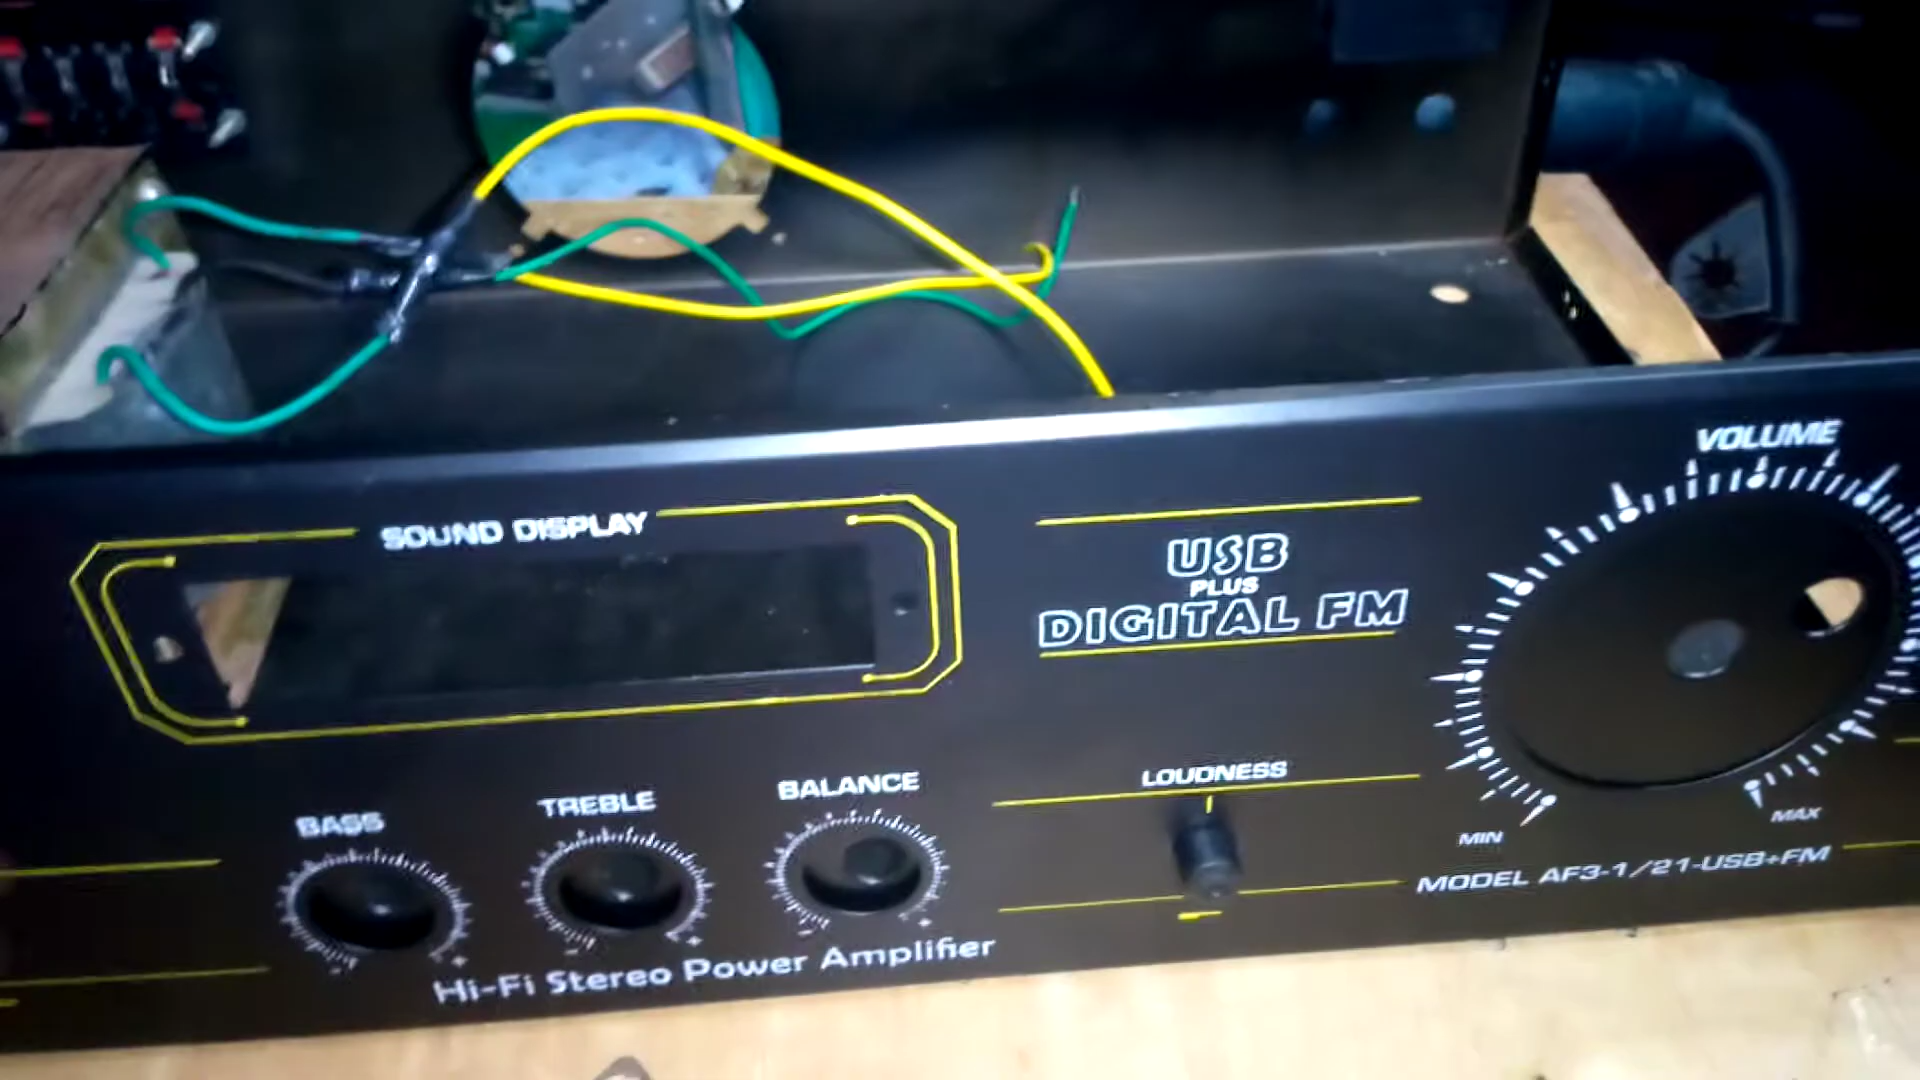 SOUND DISPLAY
USB
PLUS
DIGITAL FM
VOLUME
MIN
MAX
BASS
TREBLE
BALANCE
LOUDNESS
- +
- +
- +
Hi-Fi Stereo Power Amplifier
MODEL AF3-1/21-USB+FM